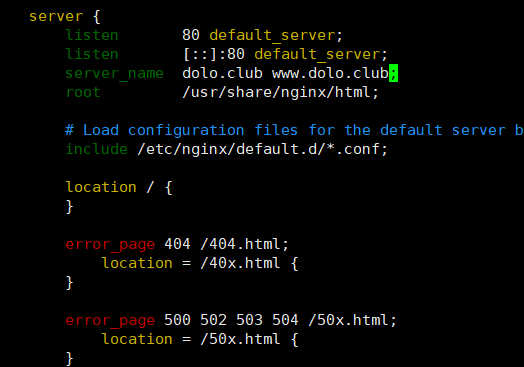 server {
listen 80 default_server;
listen [::]:80 default_server;
server_name dolo.club www.dolo.club;
root /usr/share/nginx/html;
# Load configuration files for the default server b
include /etc/nginx/default.d/*.conf;
location / {
}
error_page 404 /404.html;
location = /40x.html {
}
error_page 500 502 503 504 /50x.html;
location = /50x.html {
}